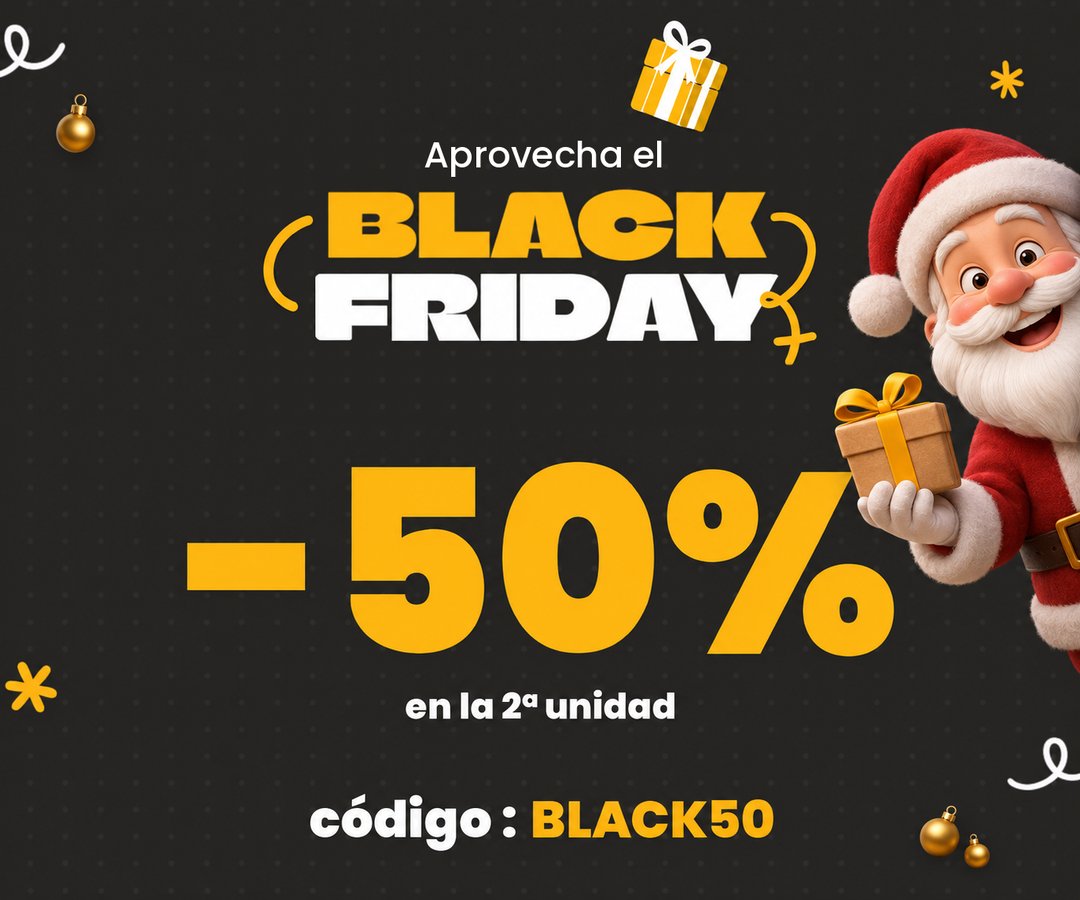 Aprovecha el
BLACK
FRIDAY
-50%
en la 2ª unidad
código : BLACK50